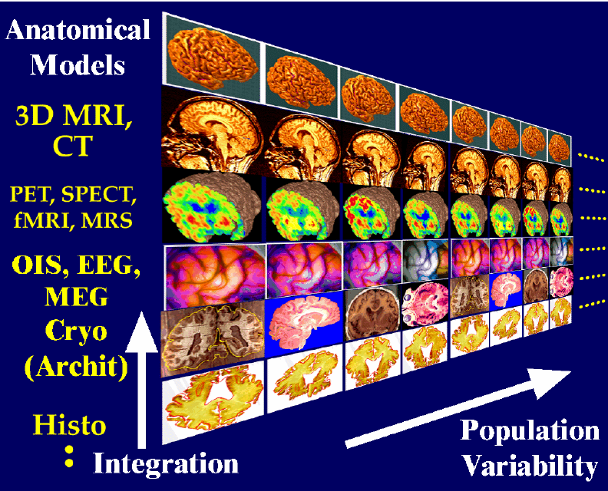 Anatomical
Models
3D MRI,
CT
PET, SPECT,
fMRI, MRS
OIS, EEG,
MEG
Cryo
(Archit)
Histo
:
Integration
Population
Variability